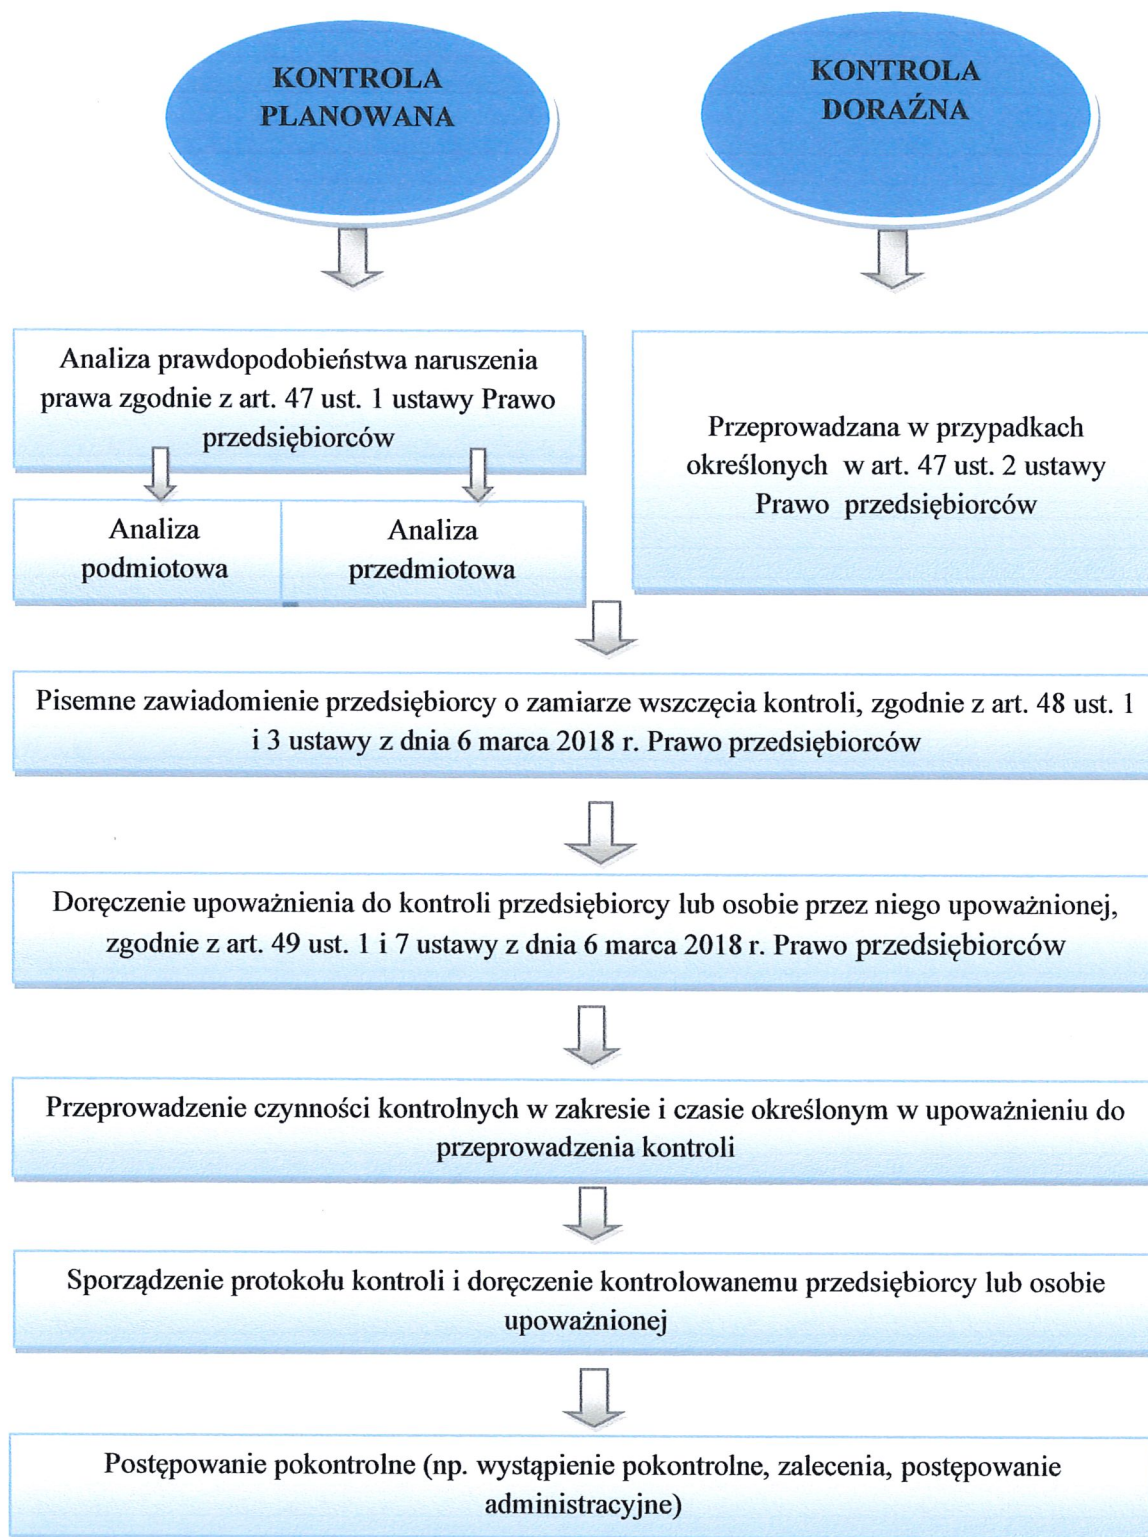 KONTROLA
PLANOWANA
KONTROLA
DORAŹNA
Analiza prawdopodobieństwa naruszenia
prawa zgodnie z art. 47 ust. 1 ustawy Prawo
przedsiębiorców
Analiza
podmiotowa
Analiza
przedmiotowa
Przeprowadzana w przypadkach
określonych w art. 47 ust. 2 ustawy
Prawo przedsiębiorców
Pisemne zawiadomienie przedsiębiorcy o zamiarze wszczęcia kontroli, zgodnie z art. 48 ust. 1
i 3 ustawy z dnia 6 marca 2018 r. Prawo przedsiębiorców
Doręczenie upoważnienia do kontroli przedsiębiorcy lub osobie przez niego upoważnionej,
zgodnie z art. 49 ust. 1 i 7 ustawy z dnia 6 marca 2018 r. Prawo przedsiębiorców
Przeprowadzenie czynności kontrolnych w zakresie i czasie określonym w upoważnieniu do
przeprowadzenia kontroli
Sporządzenie protokołu kontroli i doręczenie kontrolowanemu przedsiębiorcy lub osobie
upoważnionej
Postępowanie pokontrolne (np. wystąpienie pokontrolne, zalecenia, postępowanie
administracyjne)